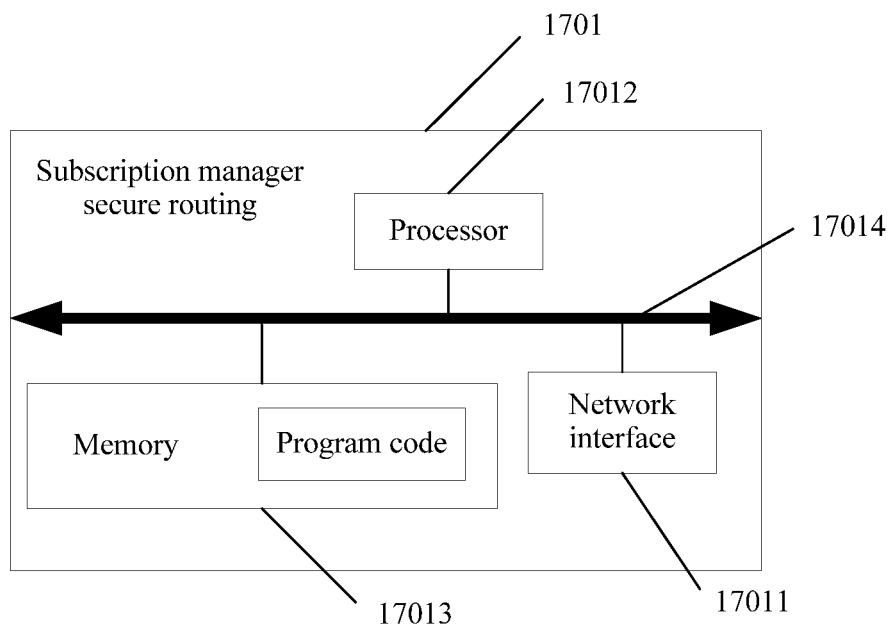 1701
17012
Subscription manager
secure routing
Processor
17014
Memory
Program code
Network
interface
17013
17011